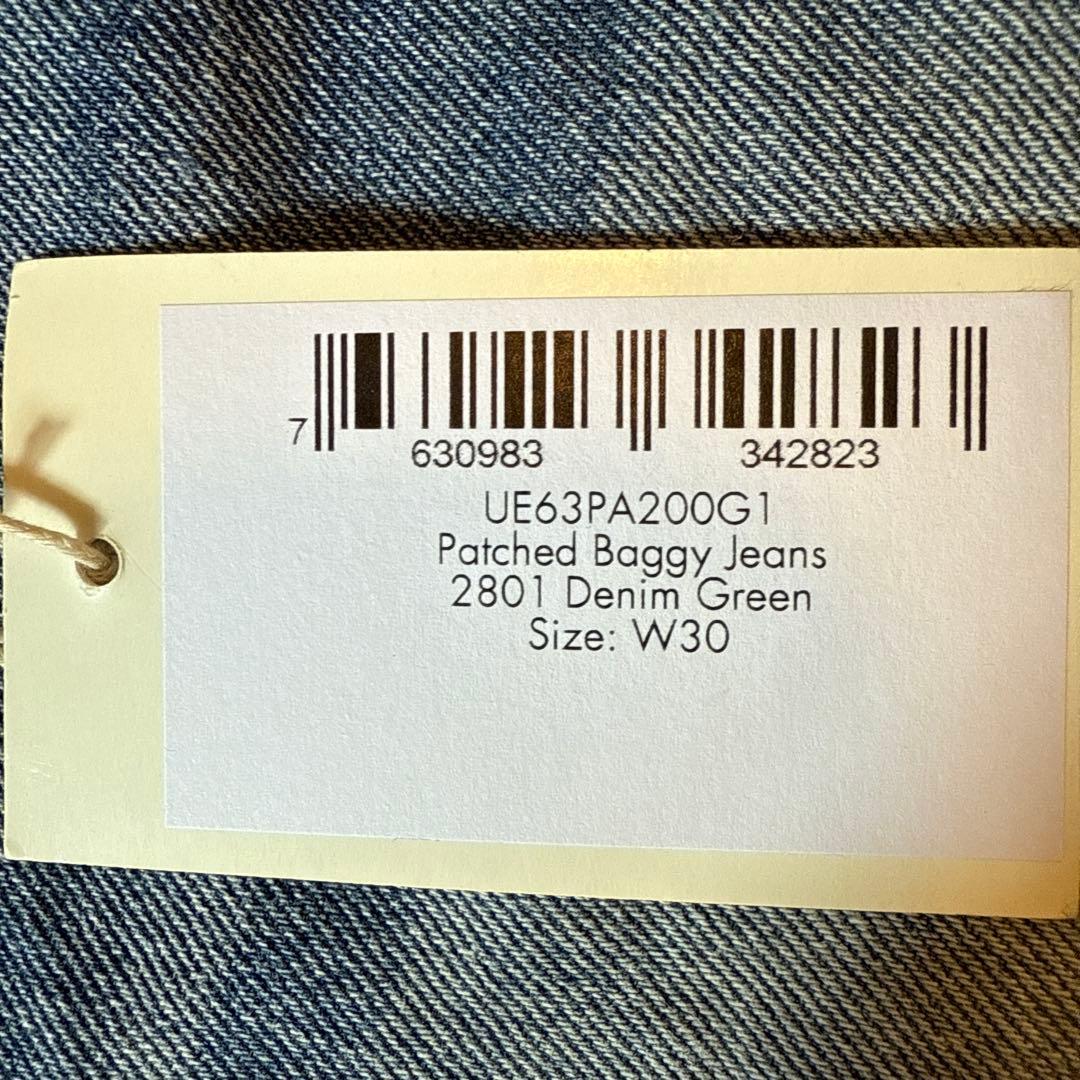 7 630983 342823
UE63PA200G1
Patched Baggy Jeans
2801 Denim Green
Size: W30